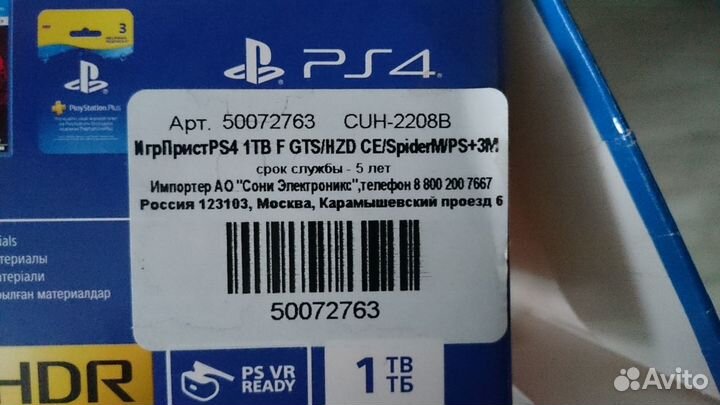 3
PlayStation Plus
PS4
Арт. 50072763 CUH-2208B
ИгрПристPS4 1TB F GTS/HZD CE/SpiderM/PS+3M
срок службы - 5 лет
Импортер АО "Сони Электроникс",телефон 8 800 200 7667
Россия 123103, Москва, Карамышевский проезд 6
50072763
ials
териалы
теріали
рылған материалдар
HDR
PS VR
READY
1 TB
ТБ
Avito